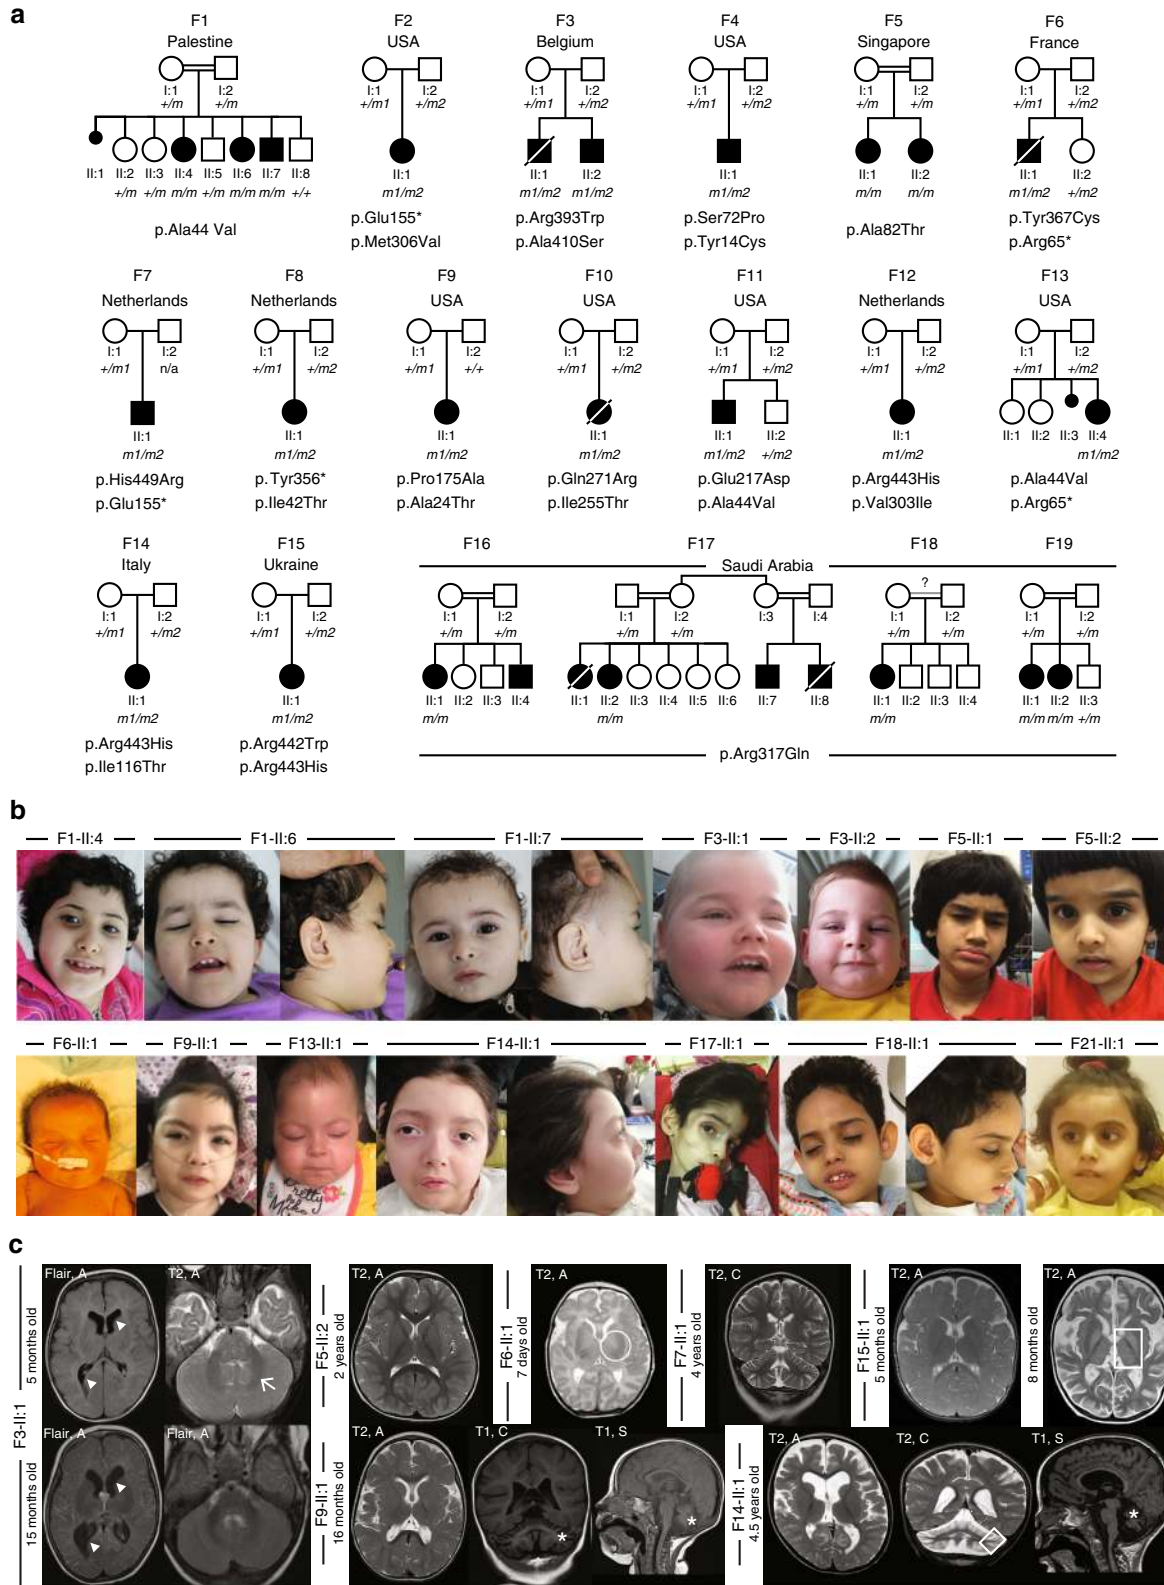 a
F1 F2 F3 F4 F5 F6
Palestine USA Belgium USA Singapore France
I:1 I:2 I:1 I:2 I:1 I:2 I:1 I:2 I:1 I:2 I:1 I:2
+/m +/m +/m1 +/m2 +/m1 +/m2 +/m1 +/m2 +/m +/m +/m1 +/m2
II:1 II:2 II:3 II:4 II:5 II:6 II:7 II:8 II:1 II:1 II:2 II:1 II:1 II:2 II:1 II:2
+/m +/m m/m +/m m/m m/m +/+ m1/m2 m1/m2 m1/m2 m1/m2 m/m m/m m1/m2 +/m2
p.Ala44 Val p.Glu155* p.Arg393Trp p.Ser72Pro p.Ala82Thr p.Tyr367Cys
p.Met306Val p.Ala410Ser p.Tyr14Cys p.Arg65*
F7 F8 F9 F10 F11 F12 F13
Netherlands Netherlands USA USA USA Netherlands USA
I:1 I:2 I:1 I:2 I:1 I:2 I:1 I:2 I:1 I:2 I:1 I:2 I:1 I:2
+/m1 n/a +/m1 +/m2 +/m1 +/+ +/m1 +/m2 +/m1 +/m2 +/m1 +/m2 +/m1 +/m2
II:1 II:1 II:1 II:1 II:1 II:2 II:1 II:1 II:2 II:3 II:4
m1/m2 m1/m2 m1/m2 m1/m2 m1/m2 +/m2 m1/m2 m1/m2
p.His449Arg p.Tyr356* p.Pro175Ala p.Gln271Arg p.Glu217Asp p.Arg443His p.Ala44Val
p.Glu155* p.Ile42Thr p.Ala24Thr p.Ile255Thr p.Ala44Val p.Val303Ile p.Arg65*
F14 F15 F16 F17 F18 F19
Italy Ukraine Saudi Arabia
?
I:1 I:2 I:1 I:2 I:1 I:2 I:1 I:2 I:3 I:4 I:1 I:2 I:1 I:2
+/m1 +/m2 +/m1 +/m2 +/m +/m +/m +/m +/m +/m +/m +/m
II:1 II:1 II:1 II:2 II:3 II:4 II:1 II:2 II:3 II:4 II:5 II:6 II:7 II:8 II:1 II:2 II:3 II:4 II:1 II:2 II:3
m1/m2 m1/m2 m/m m/m m/m m/m m/m +/m
p.Arg443His p.Arg442Trp p.Arg317Gln
p.Ile116Thr p.Arg443His
b
F1-II:4 F1-II:6 F1-II:7 F3-II:1 F3-II:2 F5-II:1 F5-II:2
F6-II:1 F9-II:1 F13-II:1 F14-II:1 F17-II:1 F18-II:1 F21-II:1
Pretty
c
F3-II:1
5 months old
Flair, A T2, A
F5-II:2
2 years old
T2, A
F6-II:1
7 days old
T2, A
F7-II:1
4 years old
T2, C
F15-II:1
5 months old
T2, A
8 months old
T2, A
15 months old
Flair, A Flair, A
F9-II:1
16 months old
T2, A T1, C T1, S
* *
F14-II:1
4.5 years old
T2, A T2, C T1, S
*